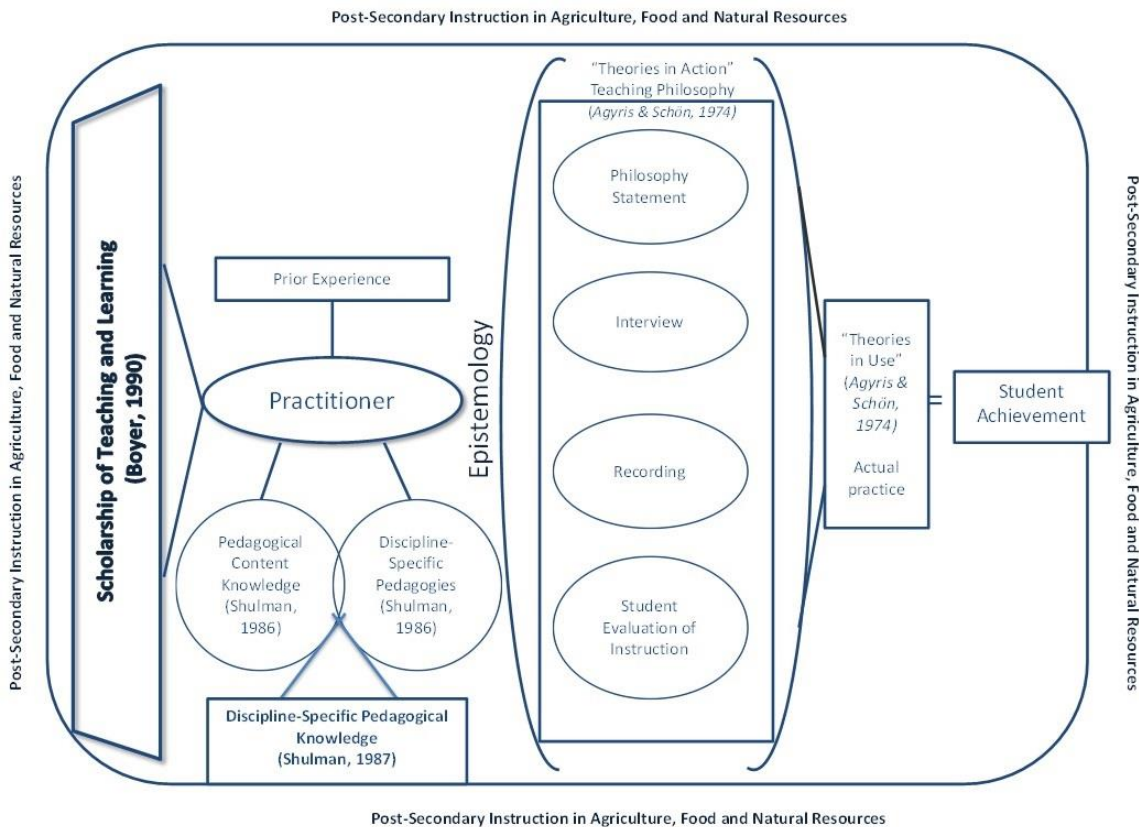 Post-Secondary Instruction in Agriculture, Food and Natural Resources
Post-Secondary Instruction in Agriculture, Food and Natural Resources
Scholarship of Teaching and Learning
(Boyer, 1990)
Prior Experience
Practitioner
Pedagogical
Content
Knowledge
(Shulman,
1986)
Discipline-
Specific
Pedagogies
(Shulman,
1986)
Discipline-Specific Pedagogical
Knowledge
(Shulman, 1987)
Epistemology
“Theories in Action”
Teaching Philosophy
(Agyris & Schön, 1974)
Philosophy
Statement
Interview
Recording
Student
Evaluation of
Instruction
“Theories
in Use”
(Agyris &
Schön,
1974)
Actual
practice
=
Student
Achievement
Post-Secondary Instruction in Agriculture, Food and Natural Resources
Post-Secondary Instruction in Agriculture, Food and Natural Resources